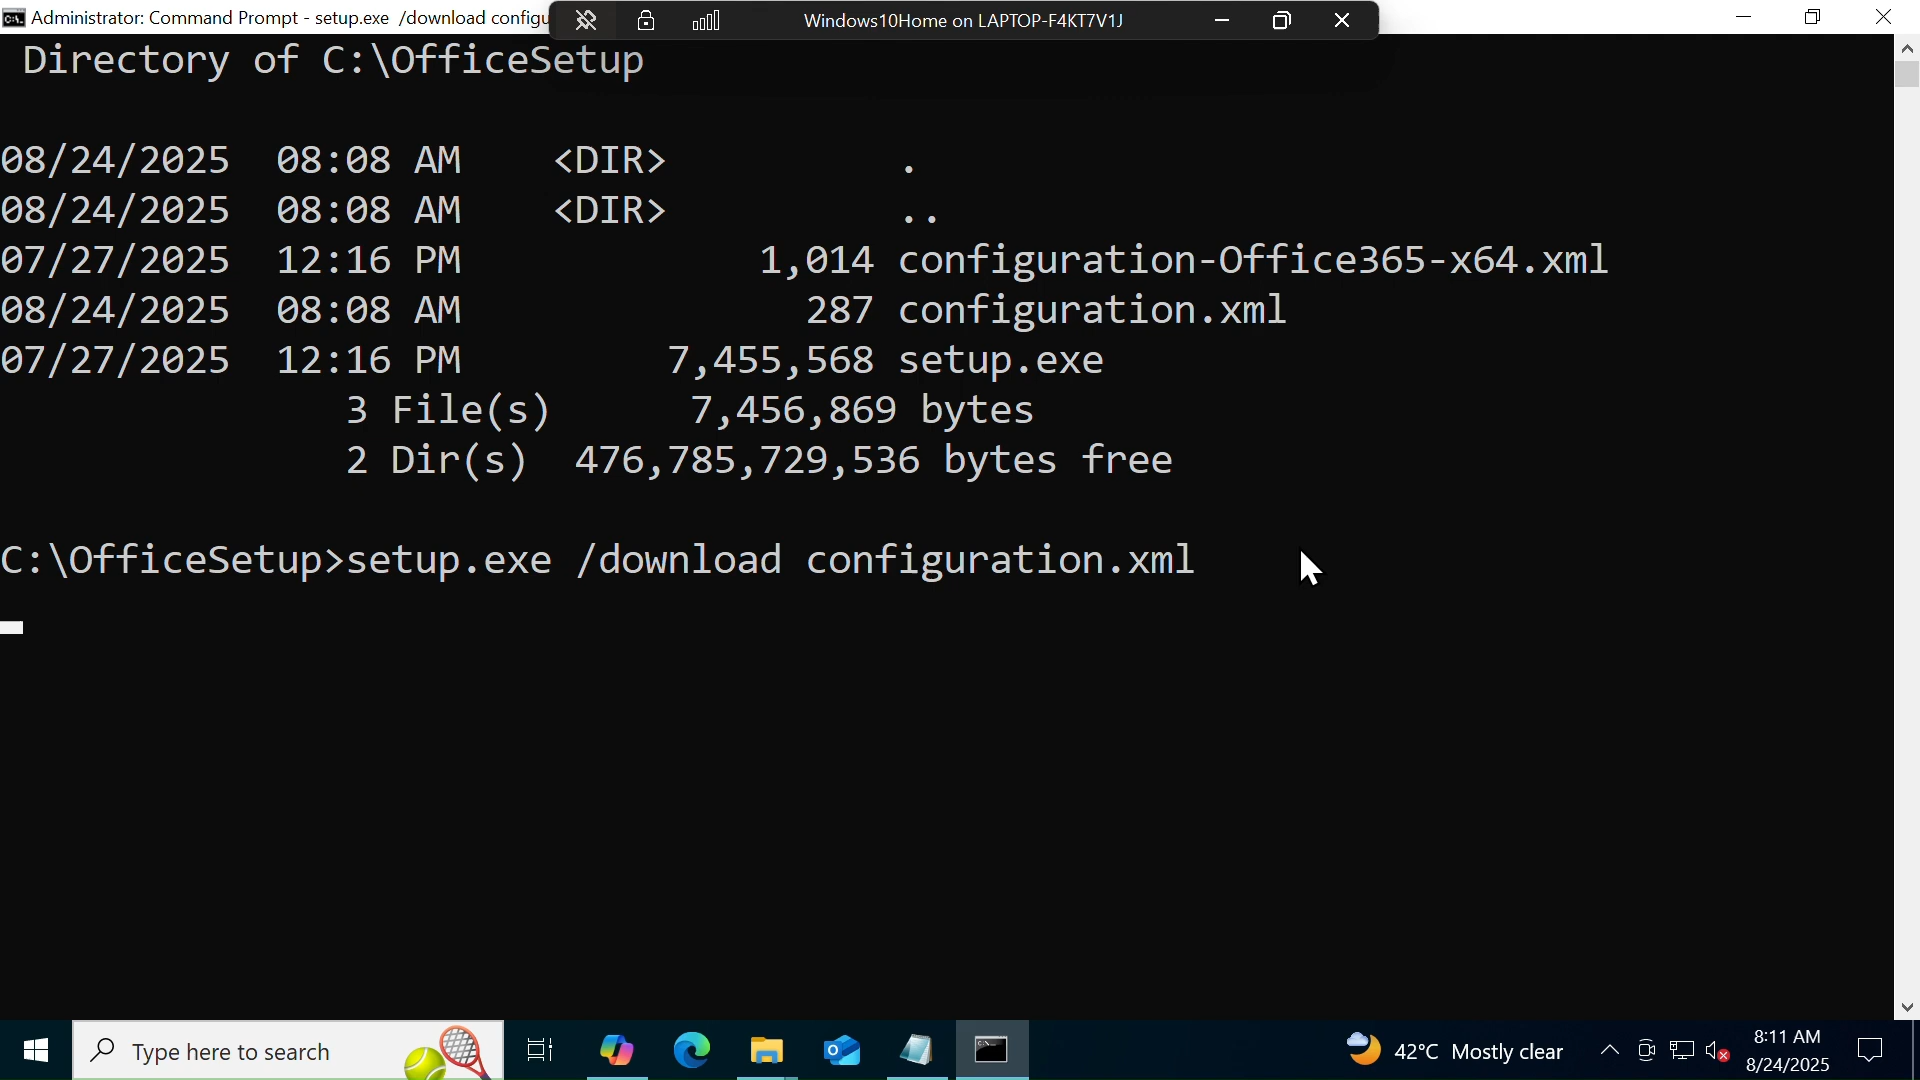 Administrator: Command Prompt - setup.exe /download configu
Windows10Home on LAPTOP-F4KT7V1J
Directory of C:\OfficeSetup
08/24/2025 08:08 AM <DIR> .
08/24/2025 08:08 AM <DIR> ..
07/27/2025 12:16 PM 1,014 configuration-Office365-x64.xml
08/24/2025 08:08 AM 287 configuration.xml
07/27/2025 12:16 PM 7,455,568 setup.exe
3 File(s) 7,456,869 bytes
2 Dir(s) 476,785,729,536 bytes free
C:\OfficeSetup>setup.exe /download configuration.xml
Type here to search
42°C Mostly clear
8:11 AM
8/24/2025